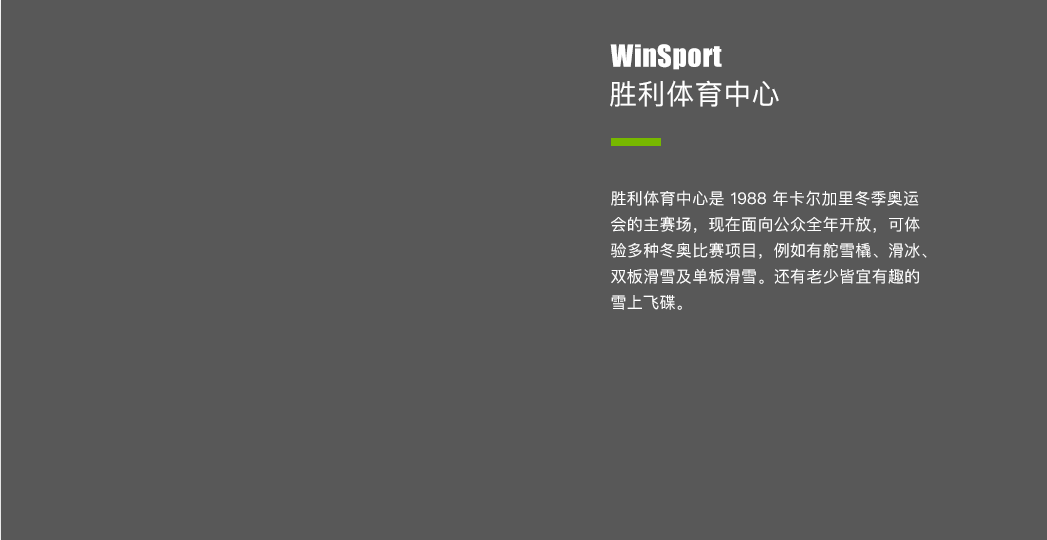 WinSport
胜利体育中心
胜利体育中心是 1988 年卡尔加里冬季奥运
会的主赛场，现在面向公众全年开放，可体
验多种冬奥比赛项目，例如有舵雪橇、滑冰、
双板滑雪及单板滑雪。还有老少皆宜有趣的
雪上飞碟。